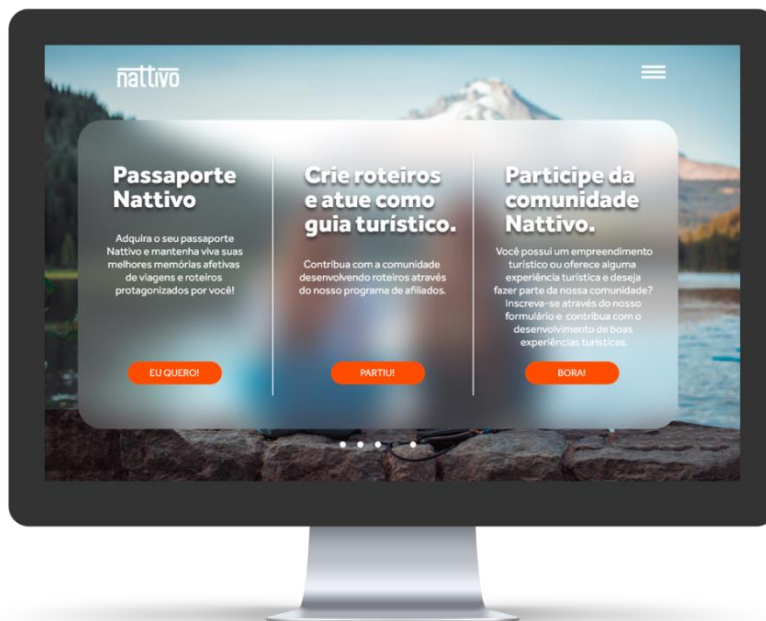 nattivo
Passaporte
Nattivo
Adquira o seu passaporte
Nattivo e mantenha viva suas
melhores memórias afetivas
de viagens e roteiros
protagonizados por você!
EU QUERO!
Crie roteiros
e atue como
guia turístico.
Contribua com a comunidade
desenvolvendo roteiros através
do nosso programa de afiliados.
PARTIU!
Participe da
comunidade
Nattivo.
Você possui um empreendimento
turístico ou oferece alguma
experiência turística e deseja
fazer parte da nossa comunidade?
Inscreva-se através do nosso
formulário e contribua com o
desenvolvimento de boas
experiências turísticas.
BORA!